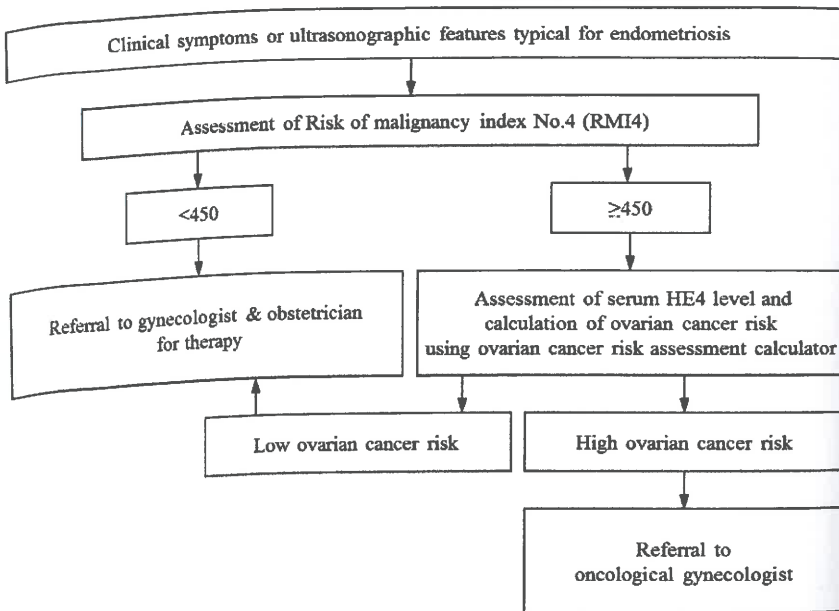 Clinical symptoms or ultrasonographic features typical for endometriosis
Assessment of Risk of malignancy index No.4 (RMI4)
<450
≥450
Referral to gynecologist & obstetrician
for therapy
Assessment of serum HE4 level and
calculation of ovarian cancer risk
using ovarian cancer risk assessment calculator
Low ovarian cancer risk
High ovarian cancer risk
Referral to
oncological gynecologist